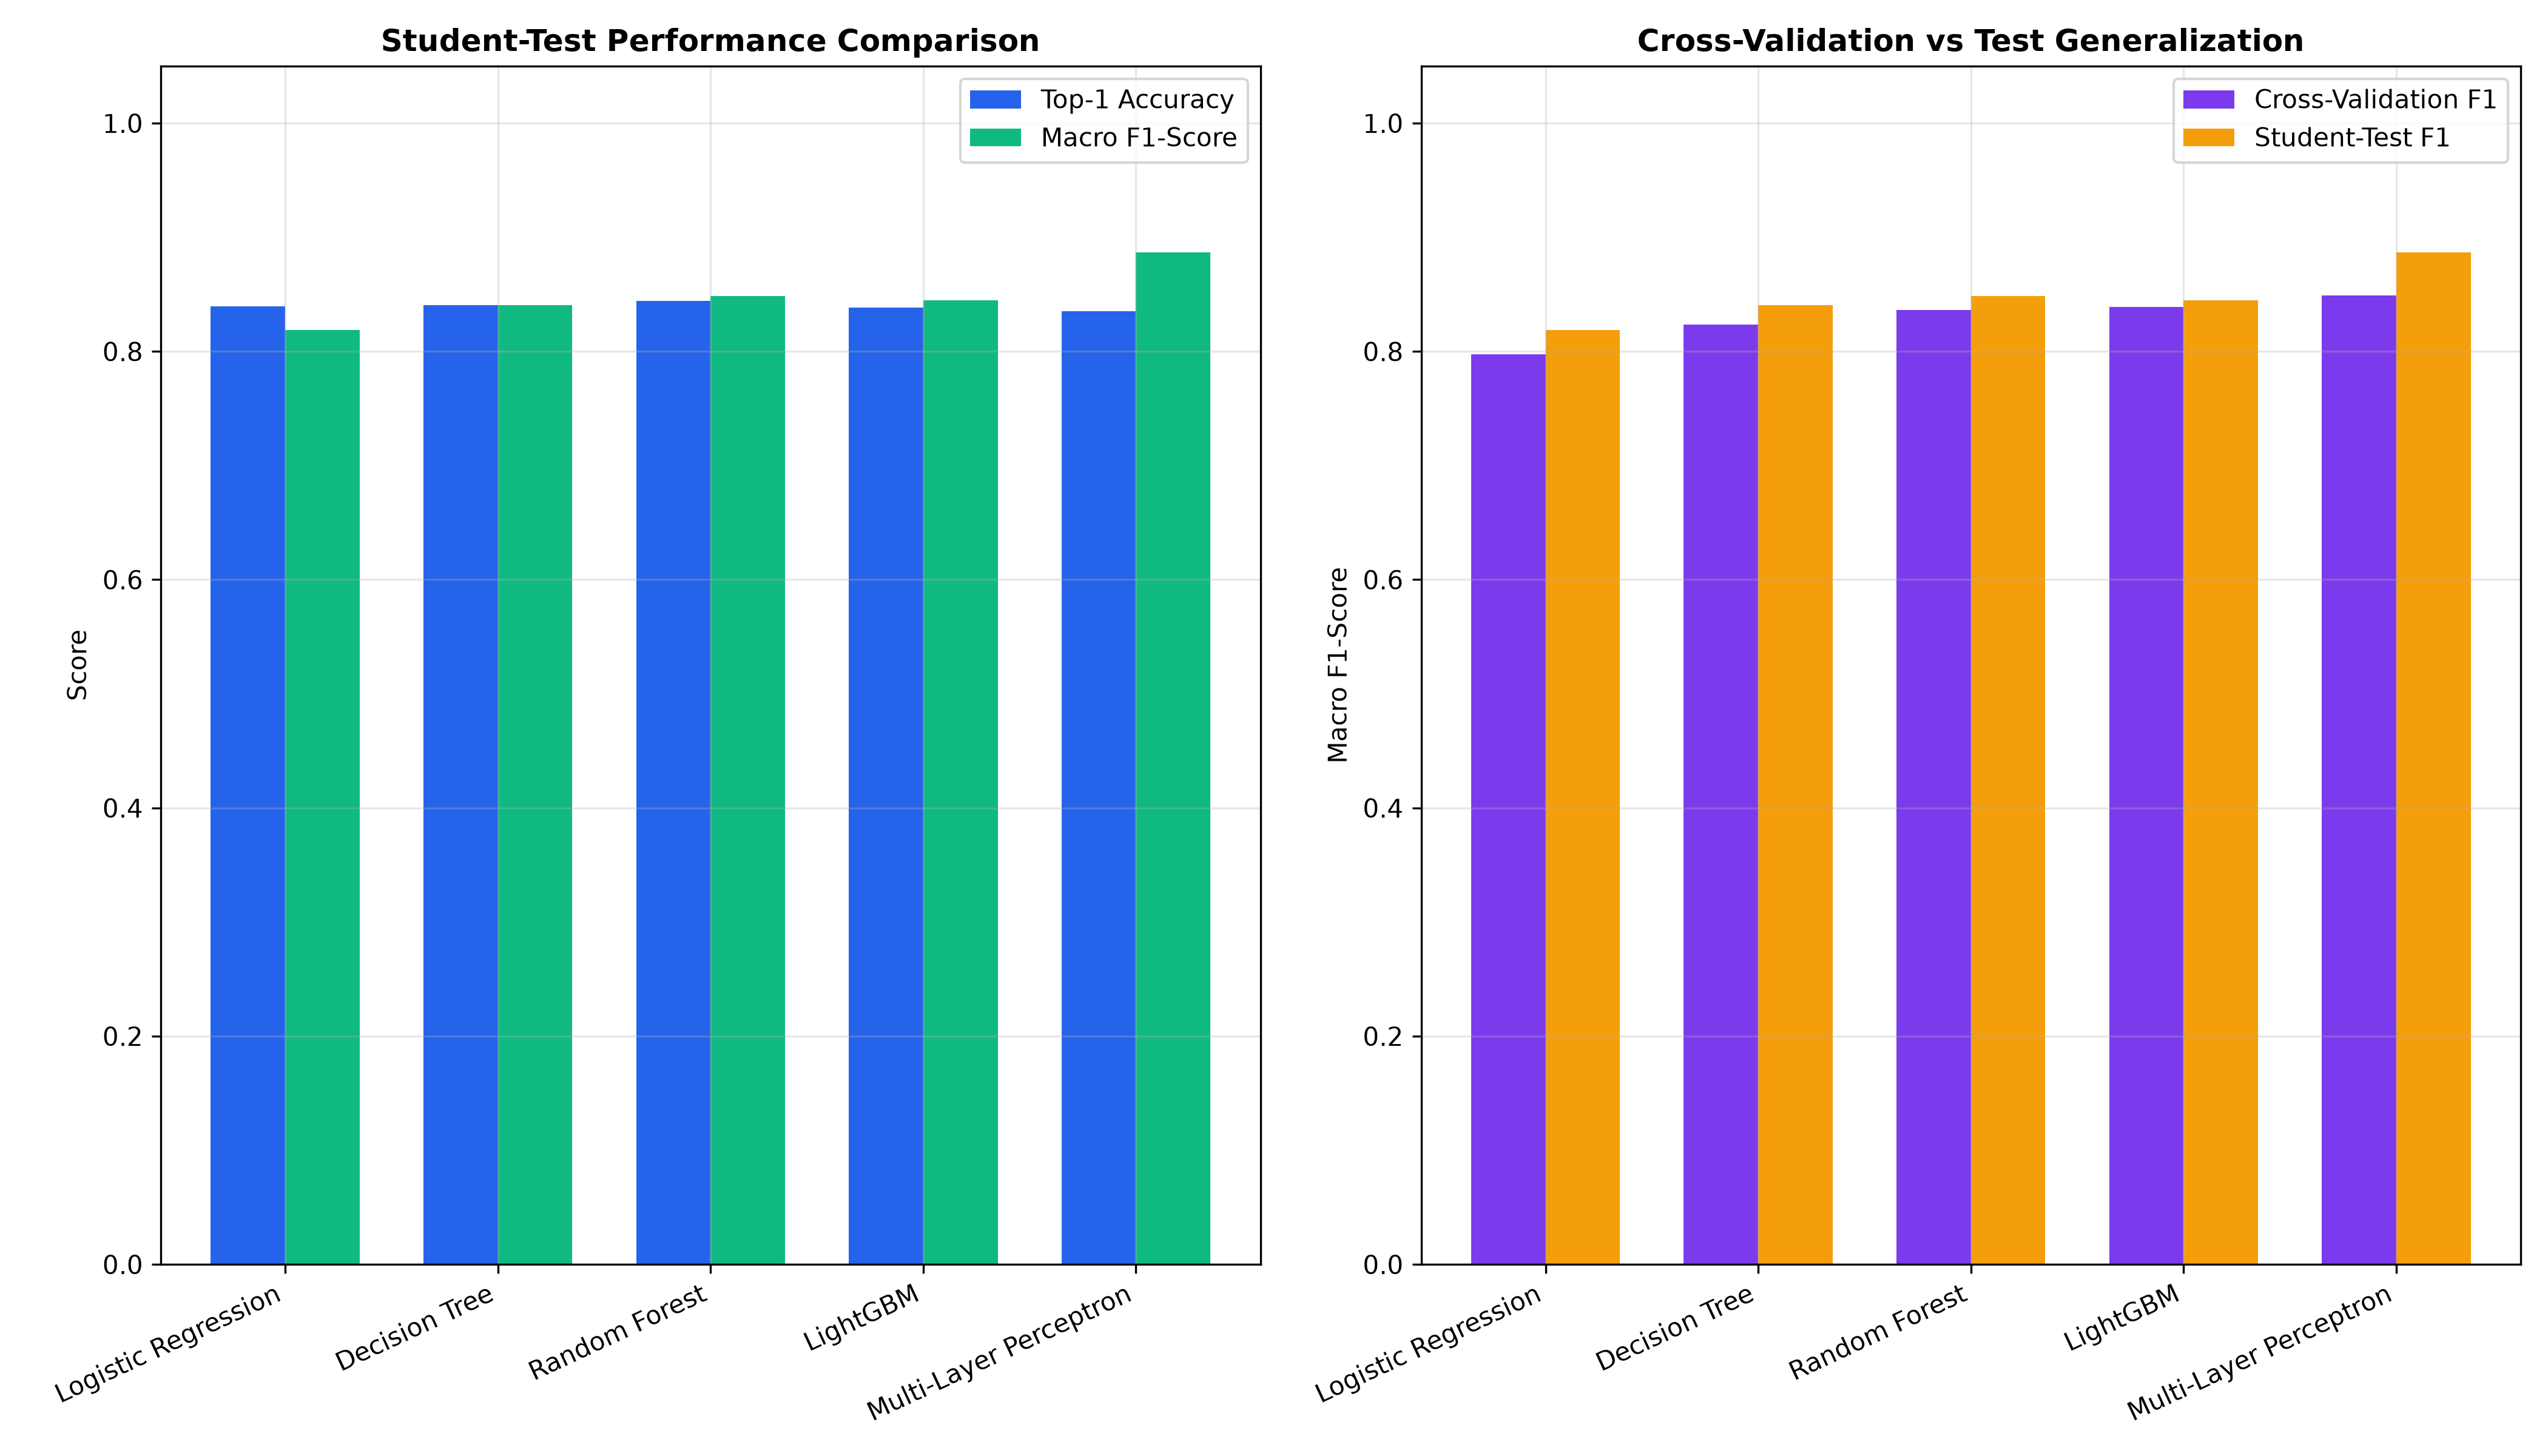 Student-Test Performance Comparison
Top-1 Accuracy
Macro F1-Score
1.0
0.8
0.6
0.4
0.2
0.0
Score
Logistic Regression
Decision Tree
Random Forest
LightGBM
Multi-Layer Perceptron
Cross-Validation vs Test Generalization
Cross-Validation F1
Student-Test F1
1.0
0.8
0.6
0.4
0.2
0.0
Macro F1-Score
Logistic Regression
Decision Tree
Random Forest
LightGBM
Multi-Layer Perceptron